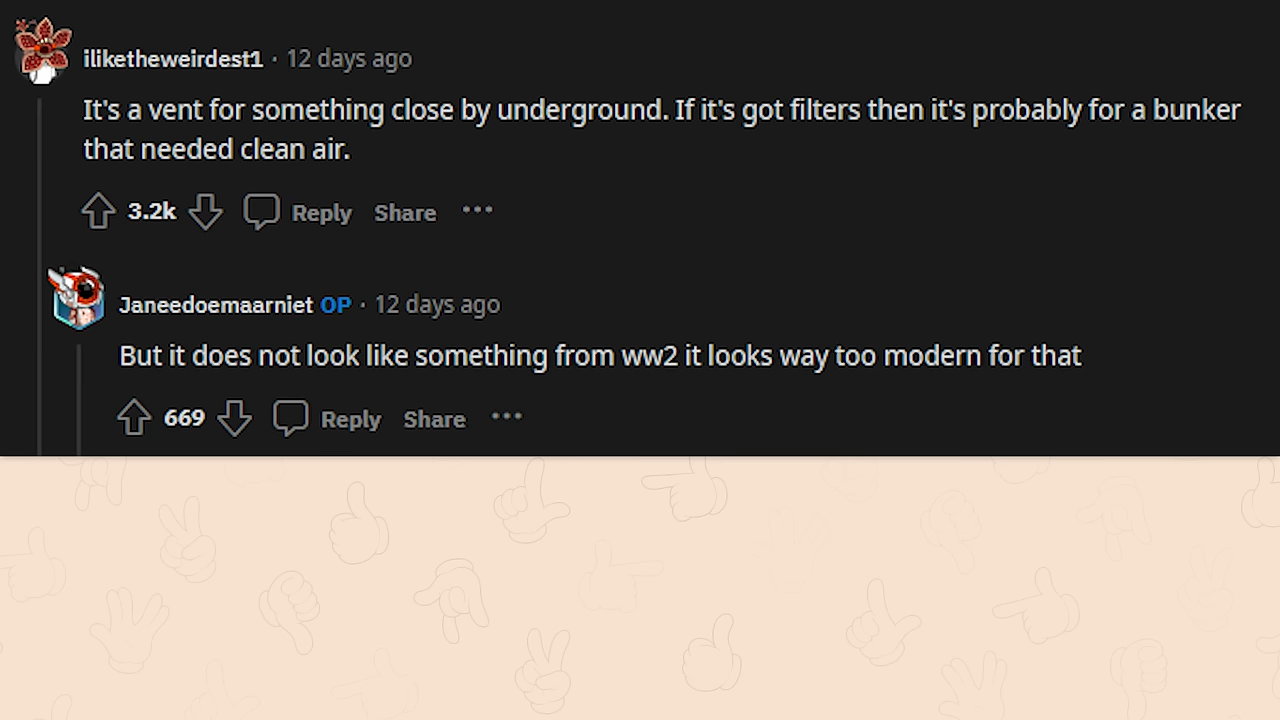 iliketheweirdest1 · 12 days ago
It's a vent for something close by underground. If it's got filters then it's probably for a bunker
that needed clean air.
3.2k Reply Share ···
Janeedoemaarniet OP · 12 days ago
But it does not look like something from ww2 it looks way too modern for that
669 Reply Share ···